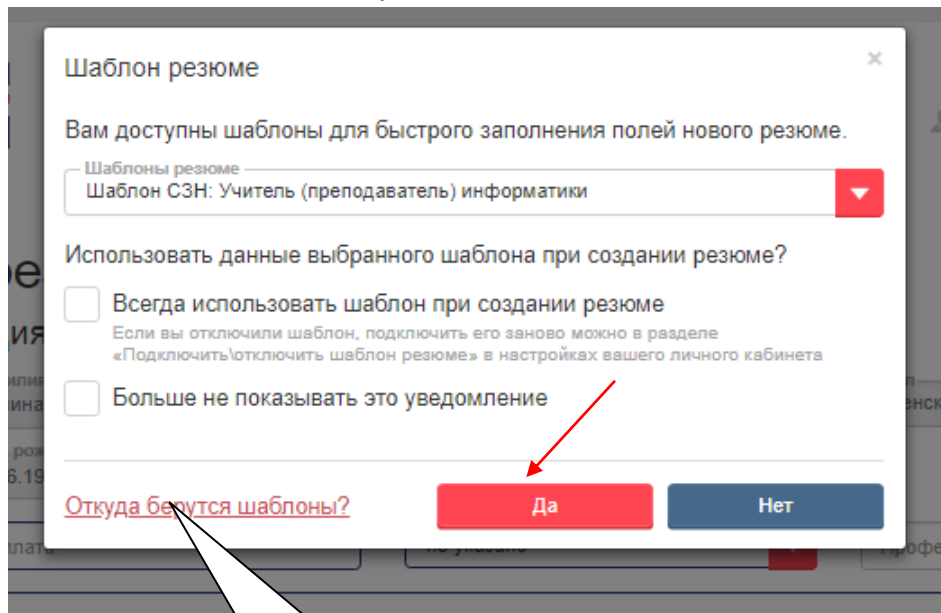 Шаблон резюме
×
Вам доступны шаблоны для быстрого заполнения полей нового резюме.
Шаблоны резюме
Шаблон СЗН: Учитель (преподаватель) информатики
Использовать данные выбранного шаблона при создании резюме?
Всегда использовать шаблон при создании резюме
Если вы отключили шаблон, подключить его заново можно в разделе
«Подключить\отключить шаблон резюме» в настройках вашего личного кабинета
Больше не показывать это уведомление
Откуда берутся шаблоны?
Да
Нет